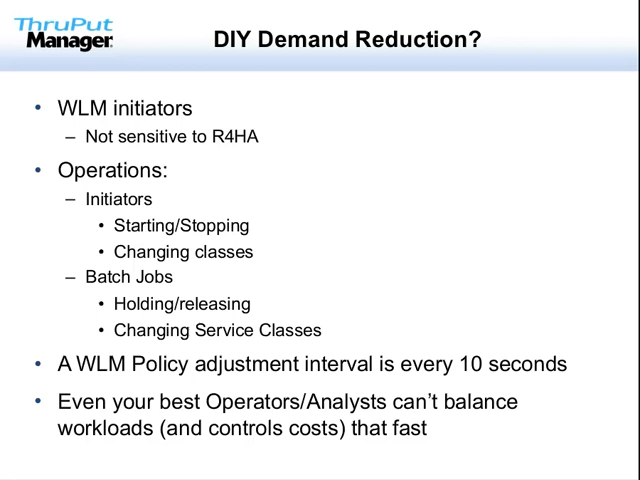 ThruPut
Manager
DIY Demand Reduction?
• WLM initiators
– Not sensitive to R4HA
• Operations:
– Initiators
• Starting/Stopping
• Changing classes
– Batch Jobs
• Holding/releasing
• Changing Service Classes
• A WLM Policy adjustment interval is every 10 seconds
• Even your best Operators/Analysts can’t balance
workloads (and controls costs) that fast